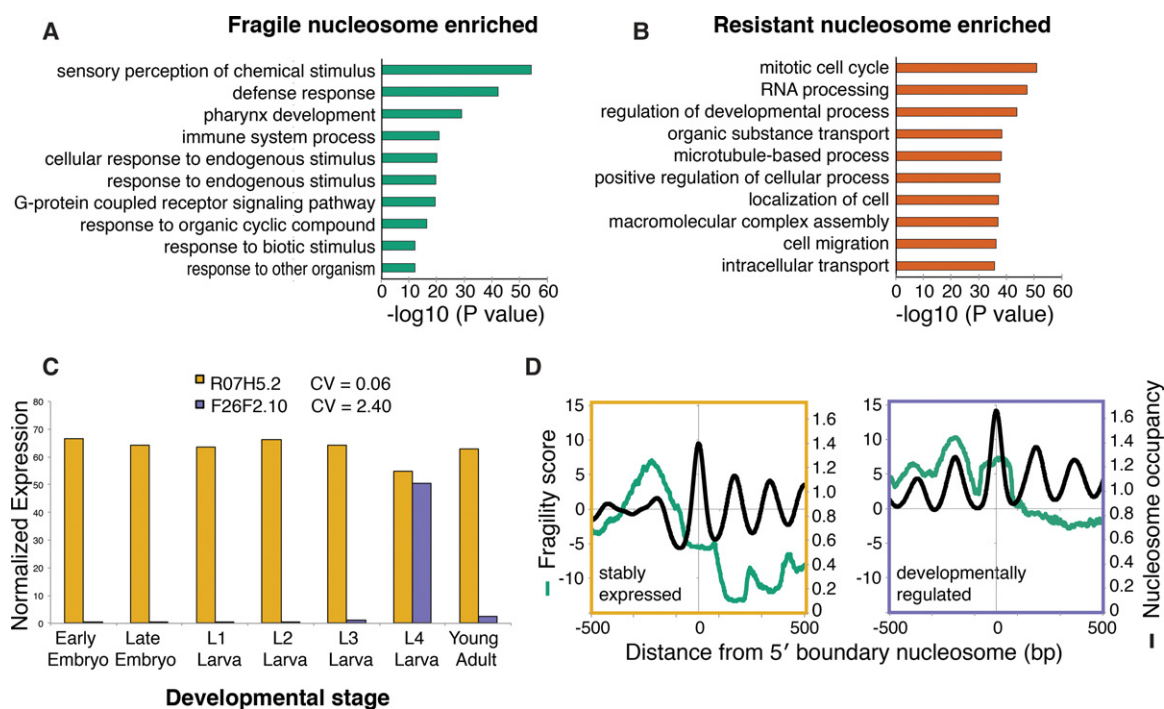 A
Fragile nucleosome enriched
sensory perception of chemical stimulus
defense response
pharynx development
immune system process
cellular response to endogenous stimulus
response to endogenous stimulus
G-protein coupled receptor signaling pathway
response to organic cyclic compound
response to biotic stimulus
response to other organism
0 10 20 30 40 50 60
-log10 (P value)
B
Resistant nucleosome enriched
mitotic cell cycle
RNA processing
regulation of developmental process
organic substance transport
microtubule-based process
positive regulation of cellular process
localization of cell
macromolecular complex assembly
cell migration
intracellular transport
0 10 20 30 40 50 60
-log10 (P value)
C
R07H5.2 CV = 0.06
F26F2.10 CV = 2.40
Normalized Expression
80
70
60
50
40
30
20
10
0
Early Embryo
Late Embryo
L1 Larva
L2 Larva
L3 Larva
L4 Larva
Young Adult
Developmental stage
D
Fragility score
15
10
5
0
-5
-10
stably
expressed
1.6
1.4
1.2
1.0
0.8
0.6
0.4
0.2
0
-500 0 500
15
10
5
0
-5
-10
developmentally
regulated
1.6
1.4
1.2
1.0
0.8
0.6
0.4
0.2
0
-500 0 500
Nucleosome occupancy
Distance from 5′ boundary nucleosome (bp)